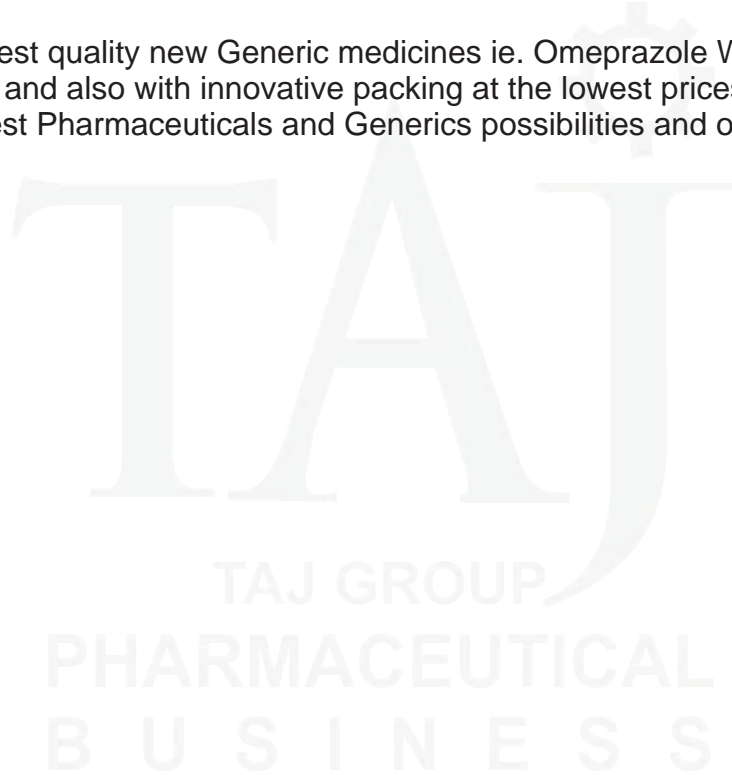 est quality new Generic medicines ie. Omeprazole
and also with innovative packing at the lowest prices
est Pharmaceuticals and Generics possibilities and
TAJ
TAJ GROUP
PHARMACEUTICAL
BUSINESS